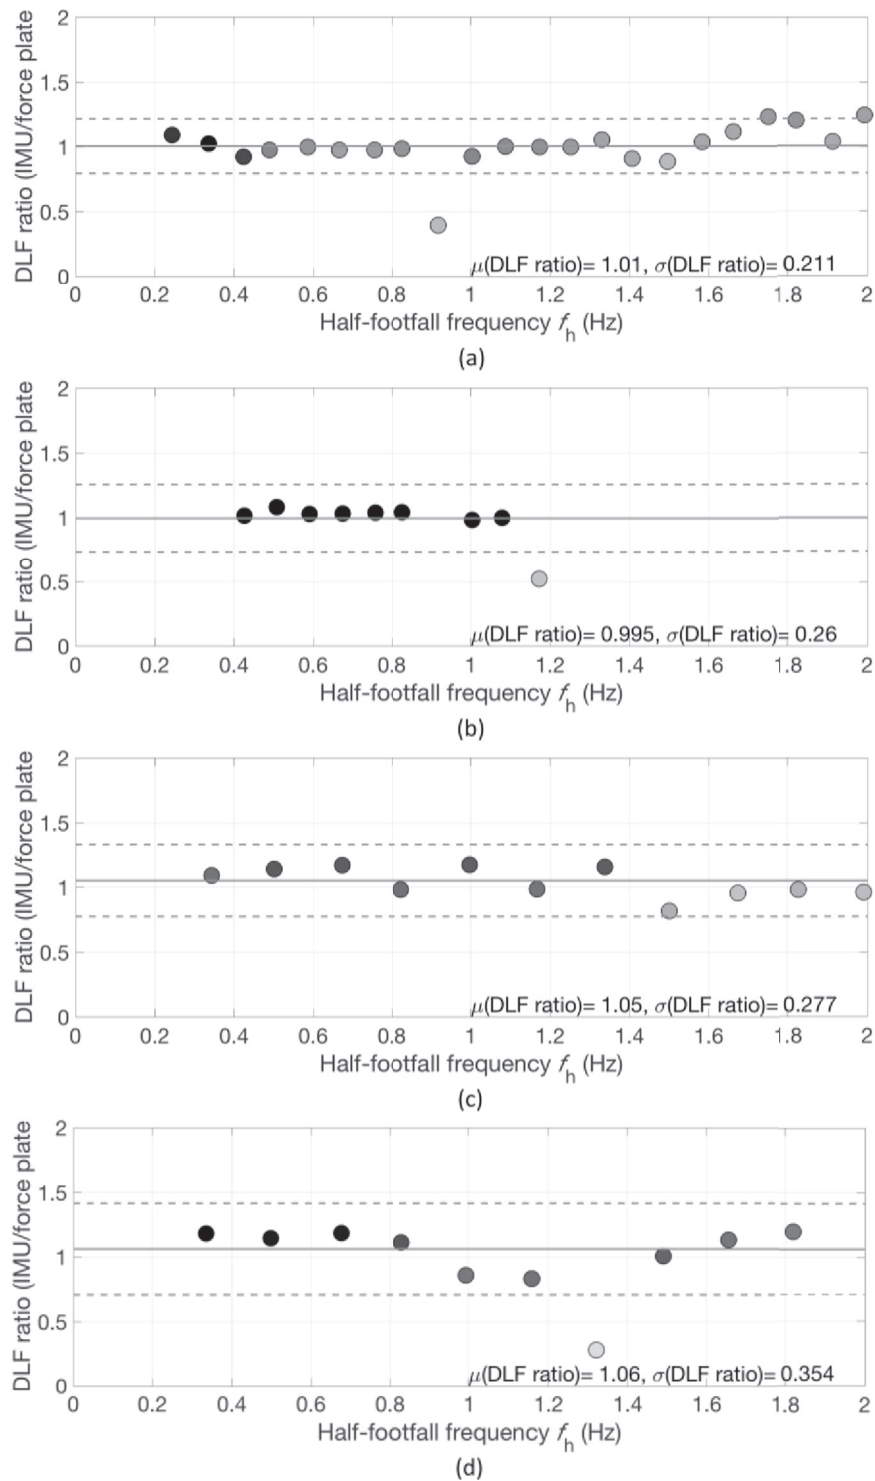 2
1.5
1
0.5
0
DLF ratio (IMU/force plate
μ(DLF ratio)= 1.01, σ(DLF ratio)= 0.211
0 0.2 0.4 0.6 0.8 1 1.2 1.4 1.6 1.8 2
Half-footfall frequency fh (Hz)
(a)
2
1.5
1
0.5
0
DLF ratio (IMU/force plate
μ(DLF ratio)= 0.995, σ(DLF ratio)= 0.26
0 0.2 0.4 0.6 0.8 1 1.2 1.4 1.6 1.8 2
Half-footfall frequency fh (Hz)
(b)
2
1.5
1
0.5
0
DLF ratio (IMU/force plate
μ(DLF ratio)= 1.05, σ(DLF ratio)= 0.277
0 0.2 0.4 0.6 0.8 1 1.2 1.4 1.6 1.8 2
Half-footfall frequency fh (Hz)
(c)
2
1.5
1
0.5
0
DLF ratio (IMU/force plate
μ(DLF ratio)= 1.06, σ(DLF ratio)= 0.354
0 0.2 0.4 0.6 0.8 1 1.2 1.4 1.6 1.8 2
Half-footfall frequency fh (Hz)
(d)